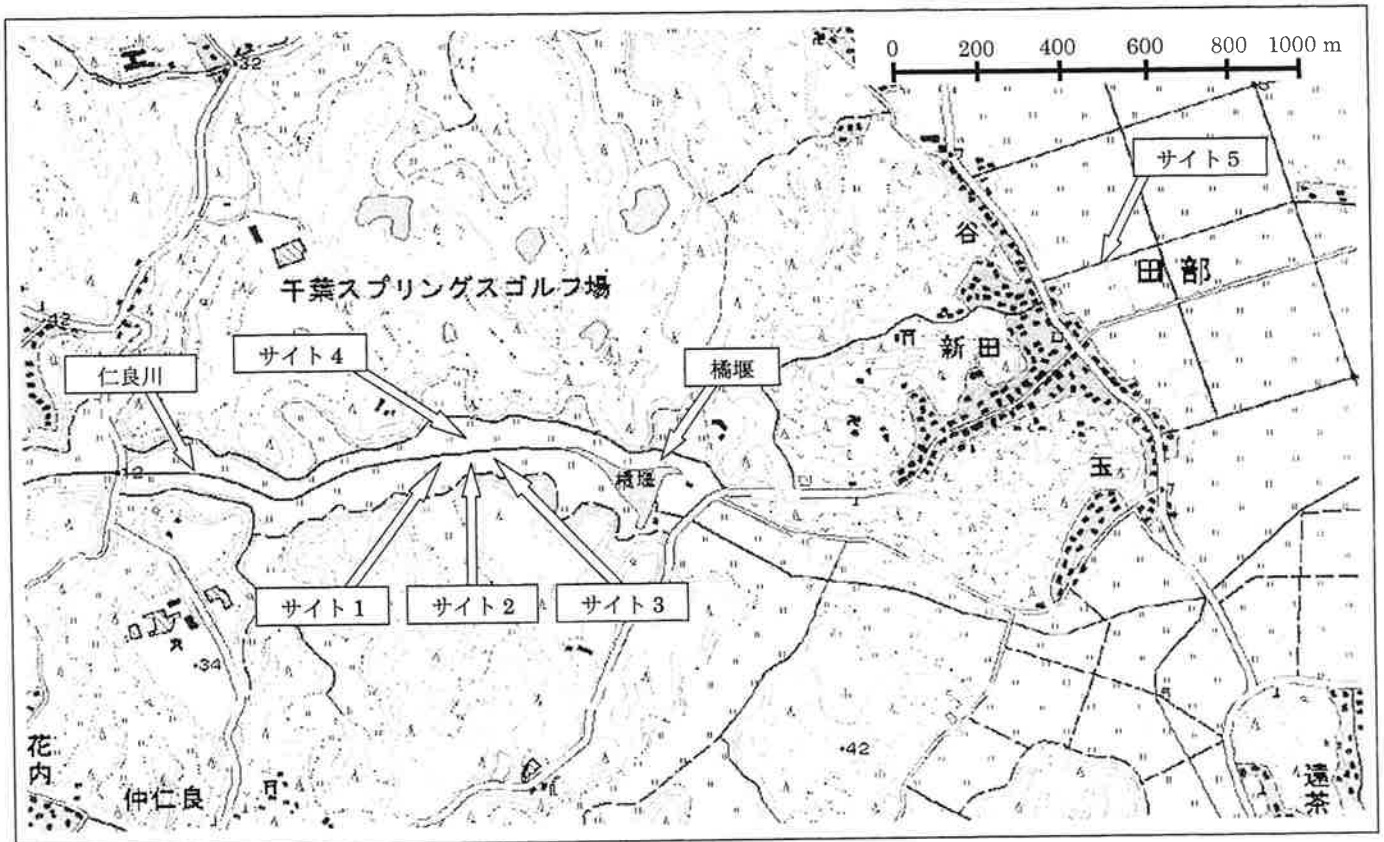 0 200 400 600 800 1000 m
32
サイト5
谷
田部
千葉スプリングスゴルフ場
42
サイト4
新田
仁良川
橘堰
12
橘堰
玉
サイト1
サイト2
サイト3
34
42
花内
仲仁良
遠茶